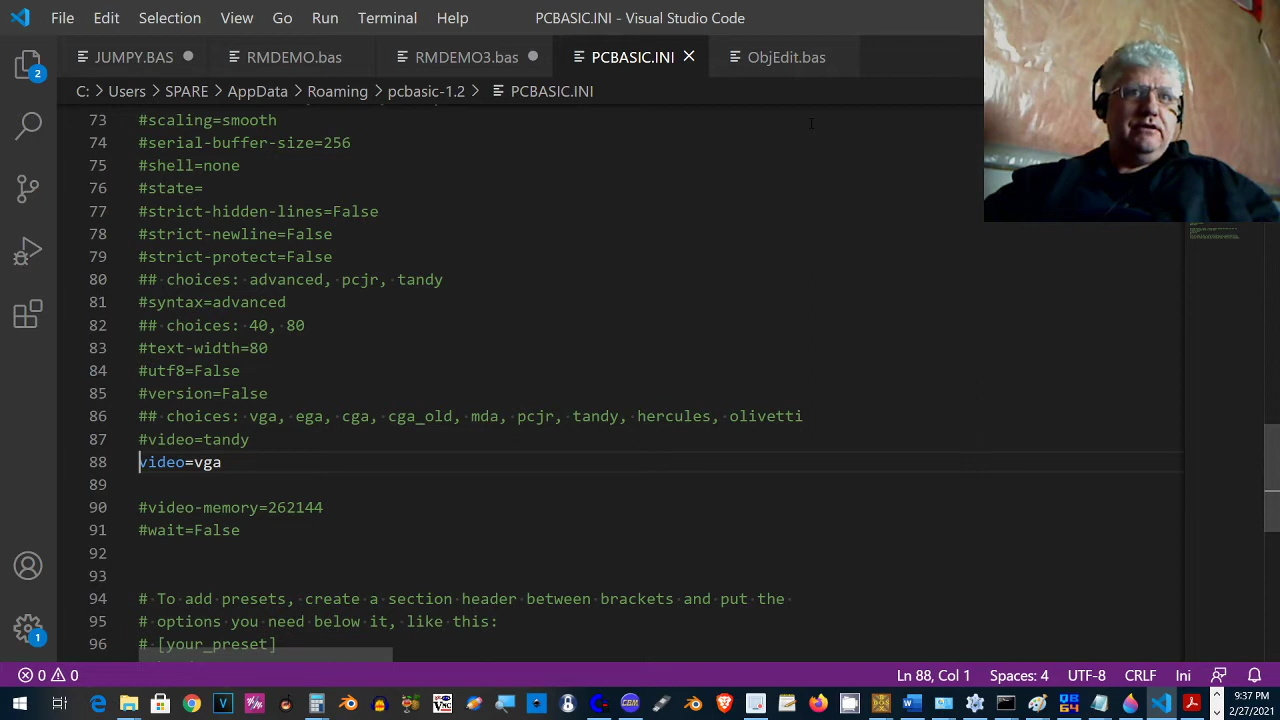 File Edit Selection View Go Run Terminal Help PCBASIC.INI - Visual Studio Code
JUMPY.BAS RMDEMO.bas RMDEMO3.bas PCBASIC.INI ObjEdit.bas
C: > Users > SPARE > AppData > Roaming > pcbasic-1.2 > PCBASIC.INI
73 #scaling=smooth
74 #serial-buffer-size=256
75 #shell=none
76 #state=
77 #strict-hidden-lines=False
78 #strict-newline=False
79 #strict-protect=False
80 ## choices: advanced, pcjr, tandy
81 #syntax=advanced
82 ## choices: 40, 80
83 #text-width=80
84 #utf8=False
85 #version=False
86 ## choices: vga, ega, cga, cga_old, mda, pcjr, tandy, hercules, olivetti
87 #video=tandy
88 video=vga
89
90 #video-memory=262144
91 #wait=False
92
93
94 # To add presets, create a section header between brackets and put the
95 # options you need below it, like this:
96 # [your_preset]
2
1
0 0 Ln 88, Col 1 Spaces: 4 UTF-8 CRLF Ini
9:37 PM
2/27/2021